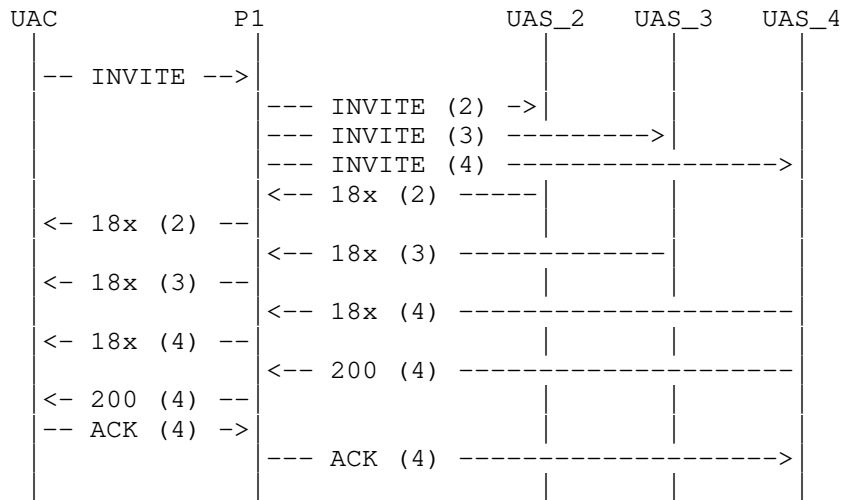 UAC P1 UAS_2 UAS_3 UAS_4
-- INVITE -->
--- INVITE (2) ->
--- INVITE (3) --------->
--- INVITE (4) ----------------->
<-- 18x (2) -----
<- 18x (2) --
<-- 18x (3) -------------
<- 18x (3) --
<-- 18x (4) ---------------------
<- 18x (4) --
<-- 200 (4) ---------------------
<- 200 (4) --
-- ACK (4) ->
--- ACK (4) -------------------->